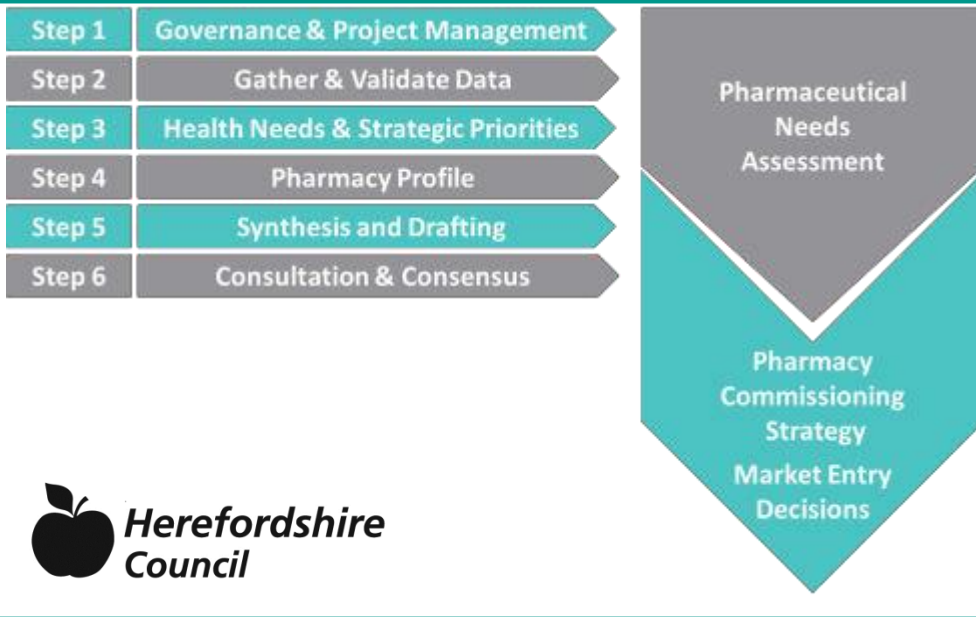 Step 1 Governance & Project Management
Step 2 Gather & Validate Data
Step 3 Health Needs & Strategic Priorities
Step 4 Pharmacy Profile
Step 5 Synthesis and Drafting
Step 6 Consultation & Consensus
Pharmaceutical
Needs
Assessment
Pharmacy
Commissioning
Strategy
Market Entry
Decisions
Herefordshire
Council